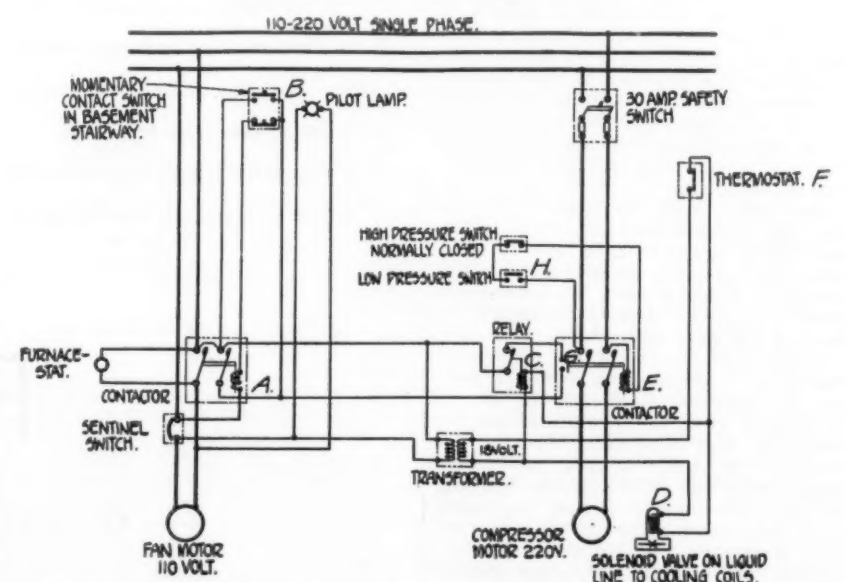 110-220 VOLT SINGLE PHASE.
MOMENTARY
CONTACT SWITCH
IN BASEMENT
STAIRWAY.
B.
PILOT LAMP.
30 AMP. SAFETY
SWITCH
THERMOSTAT. F.
HIGH PRESSURE SWITCH
NORMALLY CLOSED
LOW PRESSURE SWITCH
H.
RELAY.
FURNACE-
STAT.
C.
G.
CONTACTOR
A.
E.
CONTACTOR
SENTINEL
SWITCH.
18VOLT.
TRANSFORMER.
D.
FAN MOTOR
110 VOLT.
COMPRESSOR
MOTOR 220V.
SOLENOID VALVE ON LIQUID
LINE TO COOLING COILS.